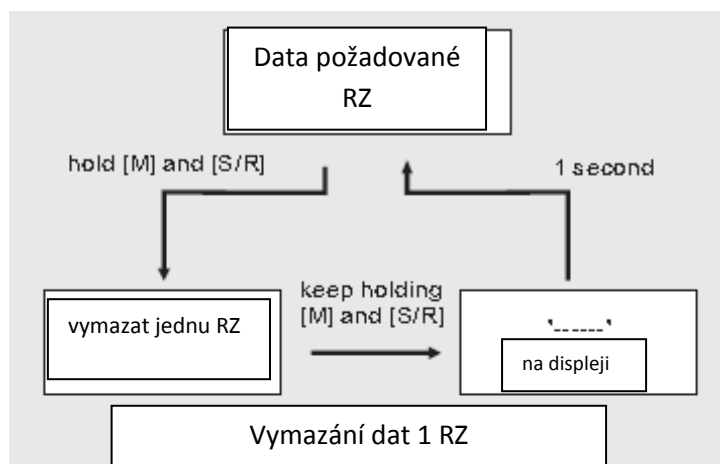 Data požadované
RZ
hold [M] and [S/R]
1 second
keep holding
[M] and [S/R]
vymazat jednu RZ
'______'
na displeji
Vymazání dat 1 RZ